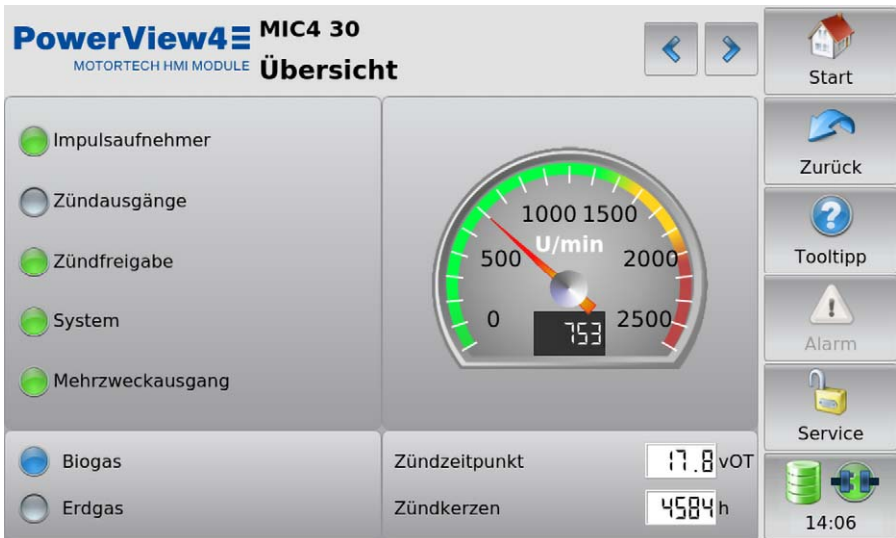 PowerView4
MOTORTECH HMI MODULE
MIC4 30
Übersicht
Start
Zurück
Tooltipp
Alarm
Service
14:06
Impulsaufnehmer
Zündausgänge
Zündfreigabe
System
Mehrzweckausgang
1000 1500
U/min
500 2000
0 2500
753
Biogas
Erdgas
Zündzeitpunkt 17.8 vOT
Zündkerzen 4584 h